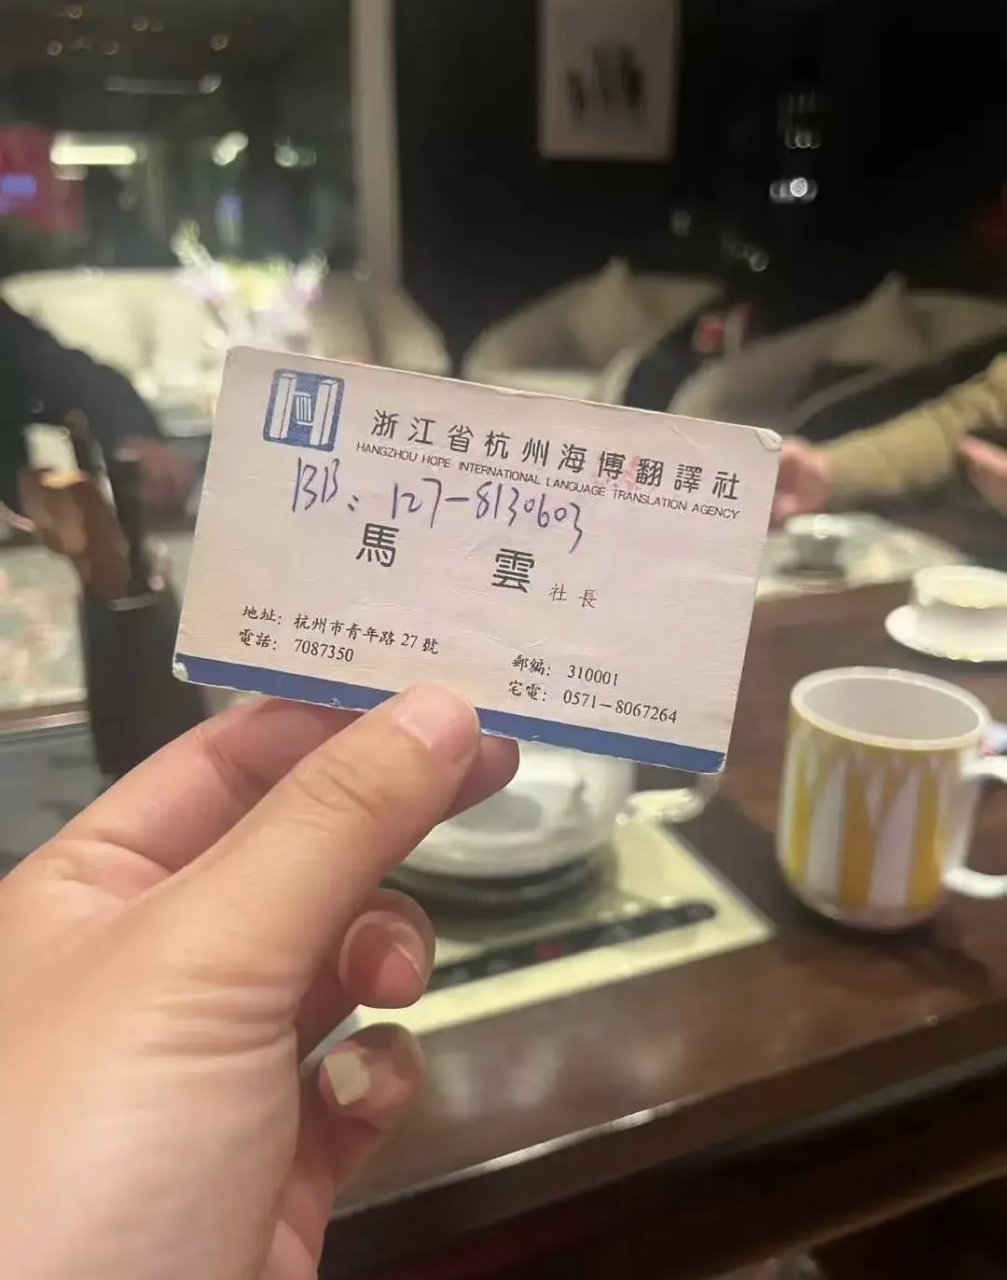 浙江省杭州海博翻譯社
HANGZHOU HOPE INTERNATIONAL LANGUAGE TRANSLATION AGENCY
BB: 127-8130603
馬 雲 社長
地址: 杭州市青年路 27 號
電話: 7087350
郵編: 310001
宅電: 0571-8067264